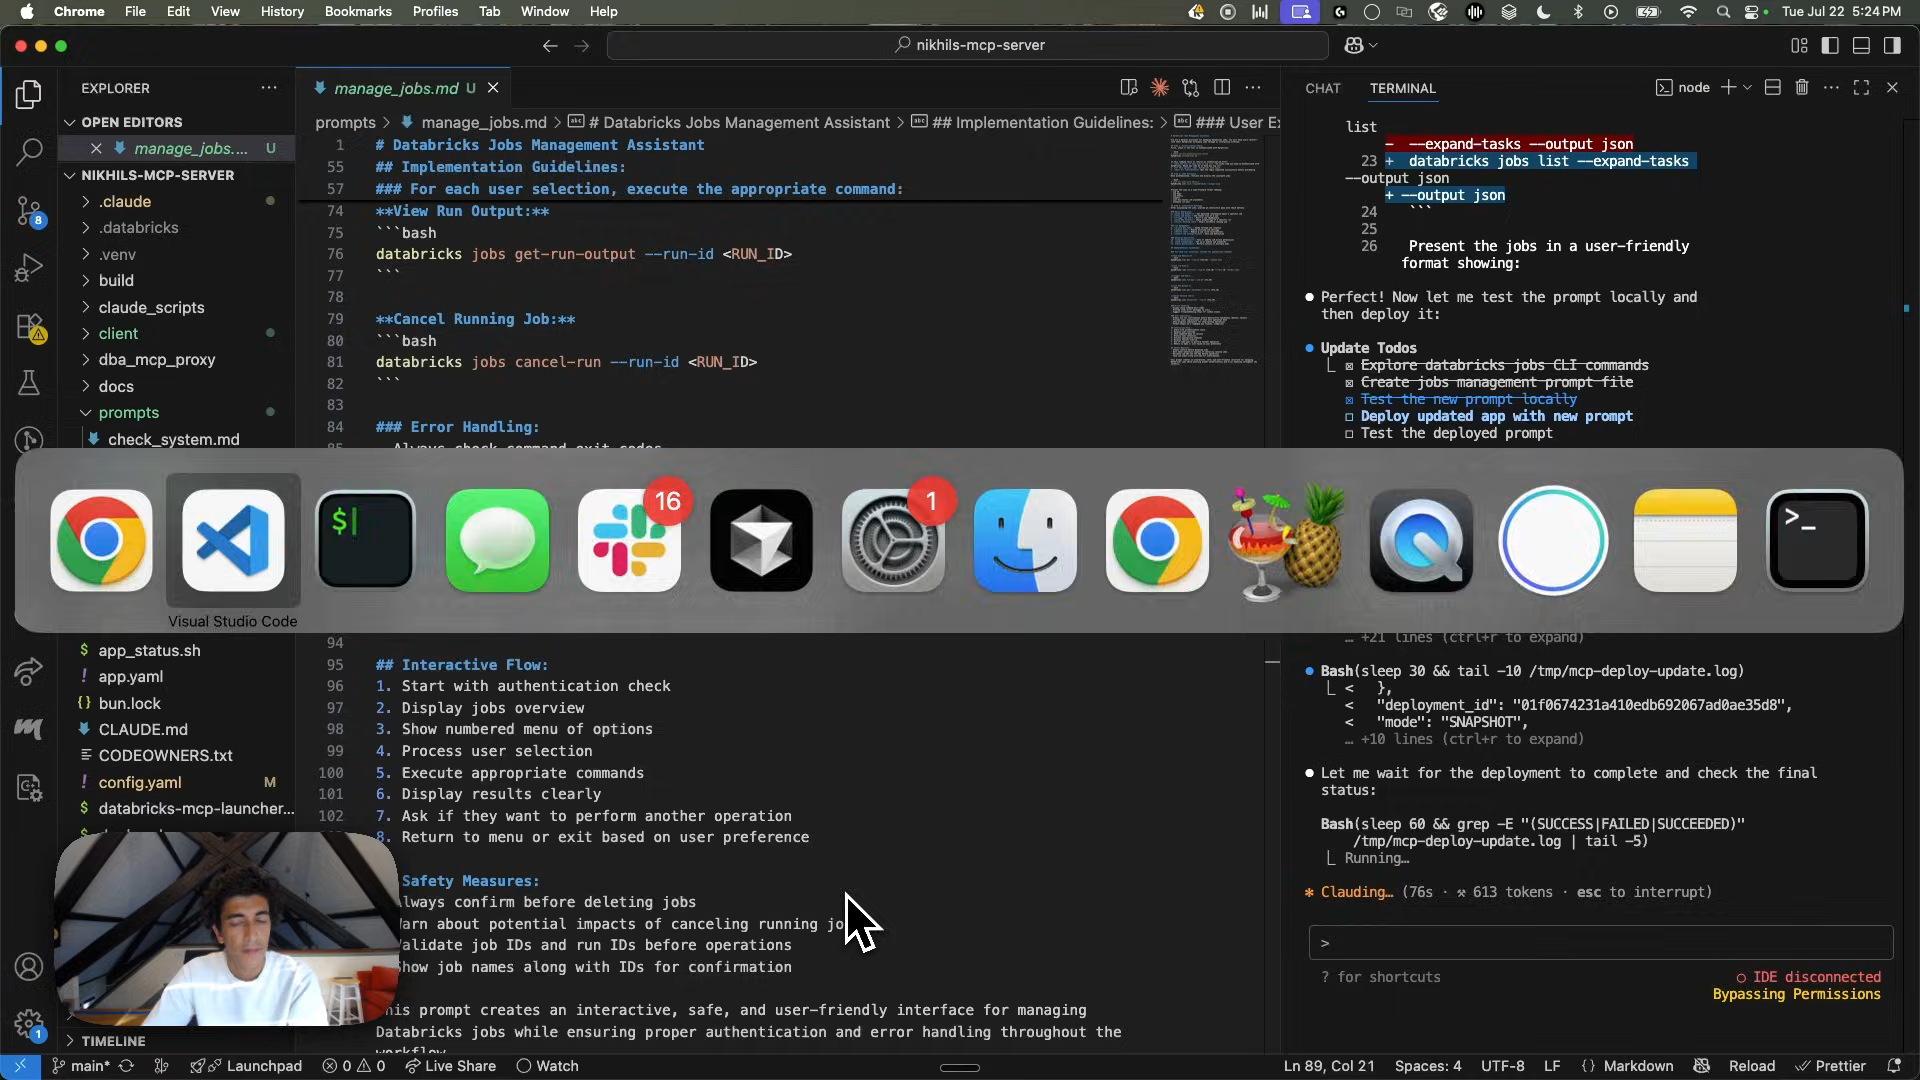 Chrome File Edit View History Bookmarks Profiles Tab Window Help Tue Jul 22 5:24 PM
nikhils-mcp-server
EXPLORER
OPEN EDITORS
manage_jobs.... U
NIKHILS-MCP-SERVER
.claude
.databricks
.venv
build
claude_scripts
client
dba_mcp_proxy
docs
prompts
check_system.md
app_status.sh
app.yaml
bun.lock
CLAUDE.md
CODEOWNERS.txt
config.yaml M
databricks-mcp-launcher...
TIMELINE
8
1
manage_jobs.md U
prompts > manage_jobs.md > # Databricks Jobs Management Assistant > ## Implementation Guidelines: > ### User E
1 # Databricks Jobs Management Assistant
55 ## Implementation Guidelines:
57 ### For each user selection, execute the appropriate command:
74 **View Run Output:**
75 ```bash
76 databricks jobs get-run-output --run-id <RUN_ID>
77 ```
78
79 **Cancel Running Job:**
80 ```bash
81 databricks jobs cancel-run --run-id <RUN_ID>
82 ```
83
84 ### Error Handling:
85 - Always check command exit codes
94
95 ## Interactive Flow:
96 1. Start with authentication check
97 2. Display jobs overview
98 3. Show numbered menu of options
99 4. Process user selection
100 5. Execute appropriate commands
101 6. Display results clearly
102 7. Ask if they want to perform another operation
8. Return to menu or exit based on user preference
Safety Measures:
lways confirm before deleting jobs
arn about potential impacts of canceling running jo
alidate job IDs and run IDs before operations
how job names along with IDs for confirmation
his prompt creates an interactive, safe, and user-friendly interface for managing
Databricks jobs while ensuring proper authentication and error handling throughout the
workflow
16
1
$
>_
Visual Studio Code
CHAT TERMINAL node
list
- --expand-tasks --output json
23 + databricks jobs list --expand-tasks
--output json
+ --output json
24 ```
25
26 Present the jobs in a user-friendly
format showing:
Perfect! Now let me test the prompt locally and
then deploy it:
Update Todos
Explore databricks jobs CLI commands
Create jobs management prompt file
Test the new prompt locally
Deploy updated app with new prompt
Test the deployed prompt
… +21 lines (ctrl+r to expand)
Bash(sleep 30 && tail -10 /tmp/mcp-deploy-update.log)
< },
< "deployment_id": "01f0674231a410edb692067ad0ae35d8",
< "mode": "SNAPSHOT",
… +10 lines (ctrl+r to expand)
Let me wait for the deployment to complete and check the final
status:
Bash(sleep 60 && grep -E "(SUCCESS|FAILED|SUCCEEDED)"
/tmp/mcp-deploy-update.log | tail -5)
Running…
* Clauding… (76s · 613 tokens · esc to interrupt)
>
? for shortcuts
IDE disconnected
Bypassing Permissions
main* Launchpad 0 0 Live Share Watch Ln 89, Col 21 Spaces: 4 UTF-8 LF {} Markdown Reload Prettier